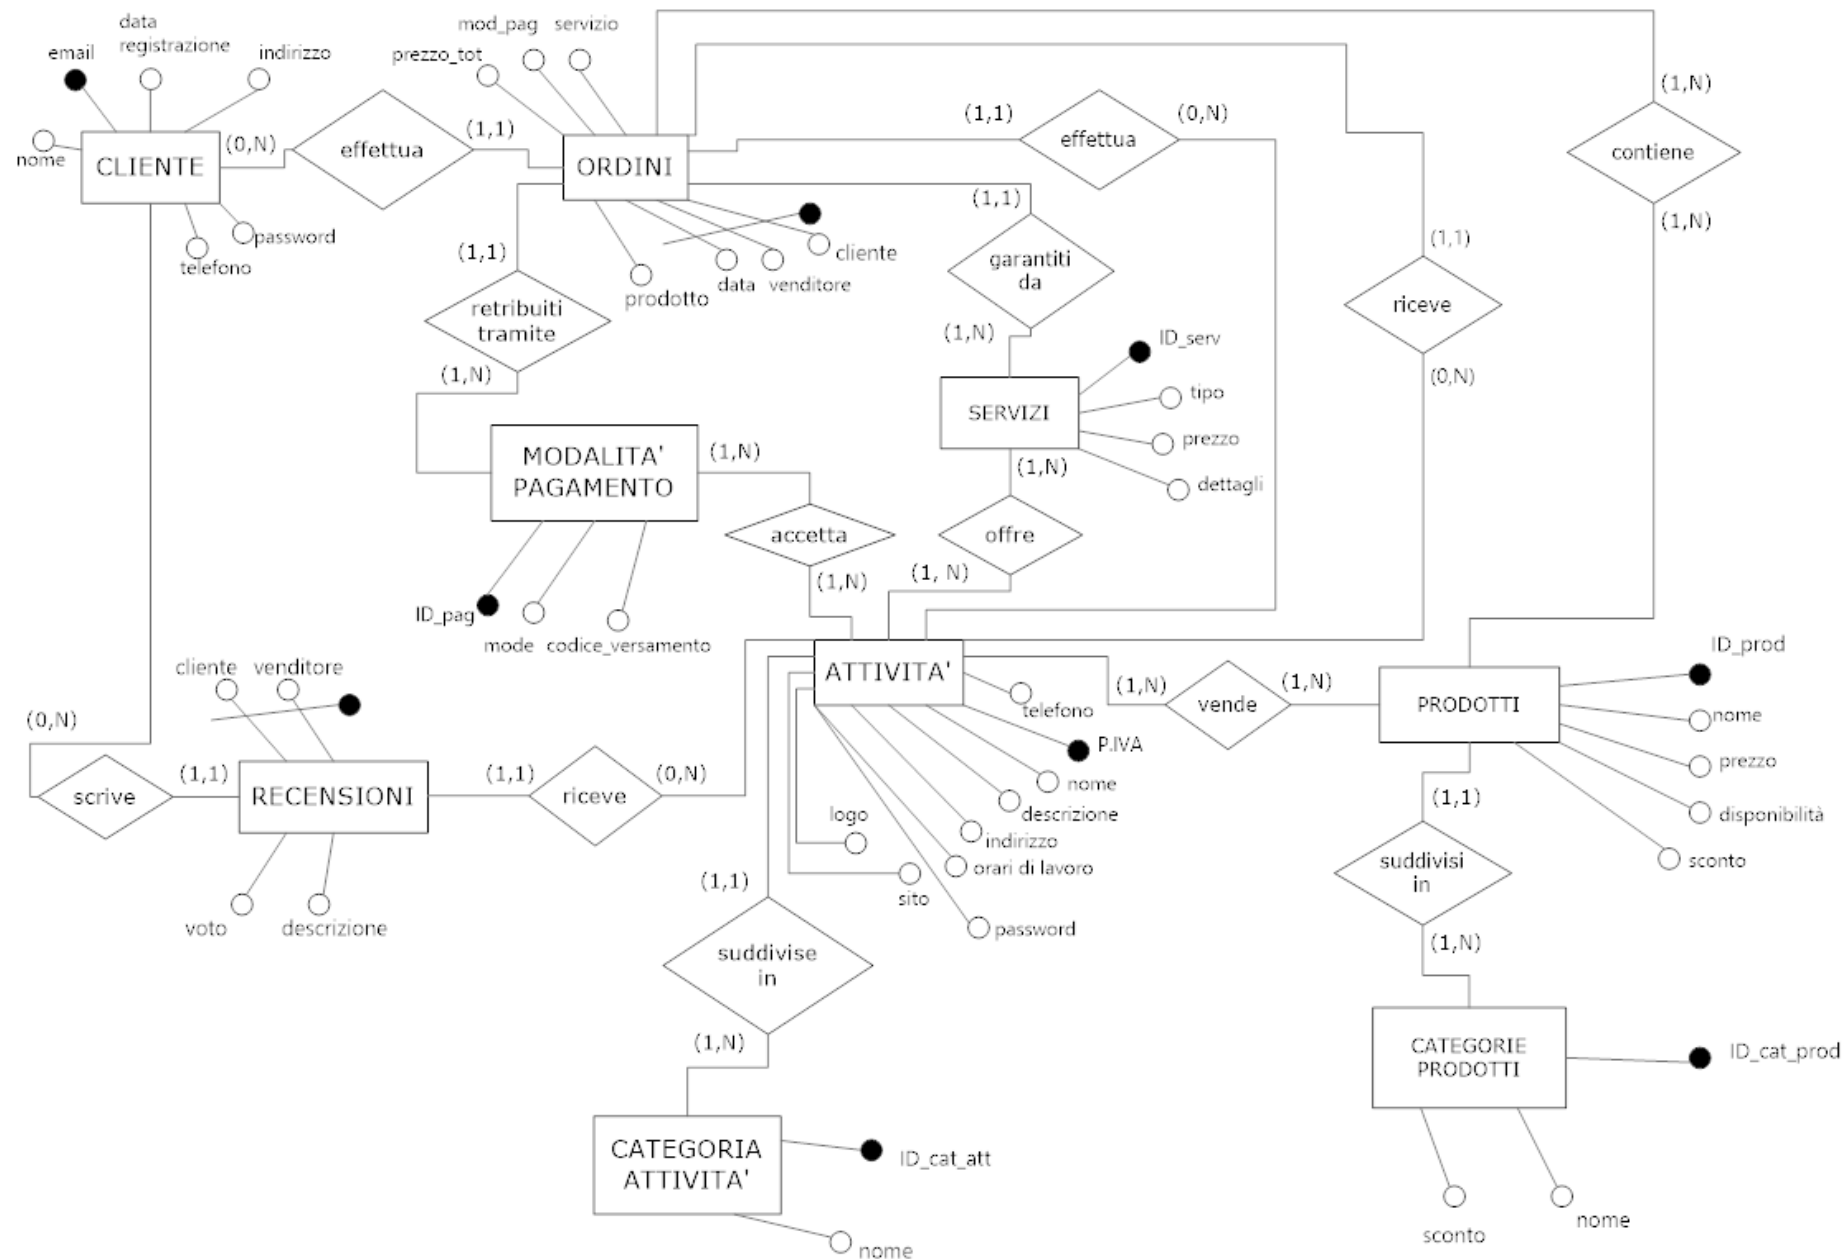 data
registrazione
email
indirizzo
nome
CLIENTE
(0,N)
effettua
(1,1)
password
telefono
mod_pag
servizio
prezzo_tot
ORDINI
(1,1)
effettua
(0,N)
(1,N)
contiene
(1,N)
cliente
data
venditore
prodotto
(1,1)
retribuiti
tramite
(1,N)
(1,1)
garantiti
da
(1,N)
(1,1)
riceve
(0,N)
SERVIZI
ID_serv
tipo
prezzo
dettagli
MODALITA'
PAGAMENTO
(1,N)
accetta
(1,N)
(1,N)
offre
(1, N)
ID_pag
mode
codice_versamento
cliente
venditore
(0,N)
scrive
(1,1)
RECENSIONI
(1,1)
riceve
(0,N)
voto
descrizione
ATTIVITA'
telefono
P.IVA
nome
descrizione
indirizzo
orari di lavoro
logo
sito
password
(1,N)
vende
(1,N)
PRODOTTI
ID_prod
nome
prezzo
disponibilità
sconto
(1,1)
suddivisi
in
(1,N)
(1,1)
suddivise
in
(1,N)
CATEGORIE
PRODOTTI
ID_cat_prod
sconto
nome
CATEGORIA
ATTIVITA'
ID_cat_att
nome